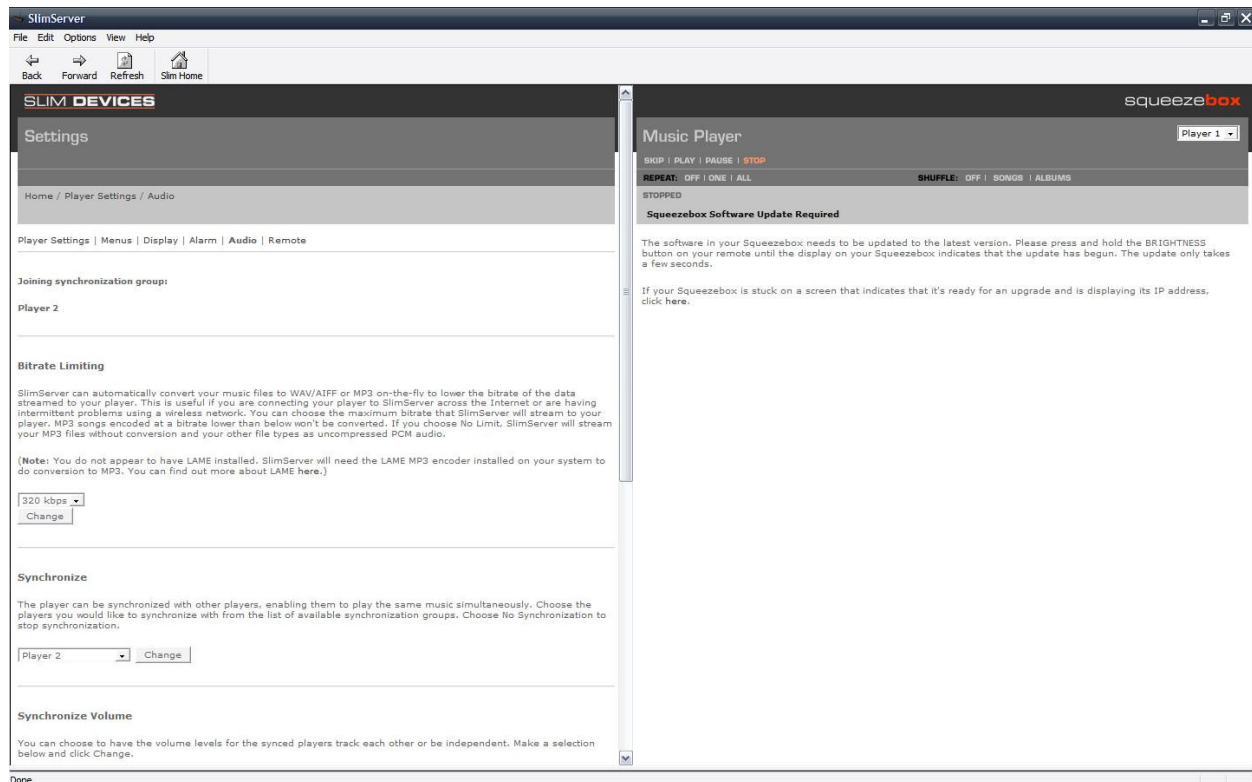 SlimServer
File Edit Options View Help
Back Forward Refresh Slim Home
SLIM DEVICES
Settings
Home / Player Settings / Audio
Player Settings | Menus | Display | Alarm | Audio | Remote
Joining synchronization group:
Player 2
Bitrate Limiting
SlimServer can automatically convert your music files to WAV/AIFF or MP3 on-the-fly to lower the bitrate of the data
streamed to your player. This is useful if you are connecting your player to SlimServer across the Internet or are having
intermittent problems using a wireless network. You can choose the maximum bitrate that SlimServer will stream to your
player. MP3 songs encoded at a bitrate lower than below won't be converted. If you choose No Limit, SlimServer will stream
your MP3 files without conversion and your other file types as uncompressed PCM audio.
(Note: You do not appear to have LAME installed. SlimServer will need the LAME MP3 encoder installed on your system to
do conversion to MP3. You can find out more about LAME here.)
320 kbps
Change
Synchronize
The player can be synchronized with other players, enabling them to play the same music simultaneously. Choose the
players you would like to synchronize with from the list of available synchronization groups. Choose No Synchronization to
stop synchronization.
Player 2 Change
Synchronize Volume
You can choose to have the volume levels for the synced players track each other or be independent. Make a selection
below and click Change.
squeezebox
Music Player
Player 1
SKIP | PLAY | PAUSE | STOP
REPEAT: OFF | ONE | ALL SHUFFLE: OFF | SONGS | ALBUMS
STOPPED
Squeezebox Software Update Required
The software in your Squeezebox needs to be updated to the latest version. Please press and hold the BRIGHTNESS
button on your remote until the display on your Squeezebox indicates that the update has begun. The update only takes
a few seconds.
If your Squeezebox is stuck on a screen that indicates that it's ready for an upgrade and is displaying its IP address,
click here.
Done